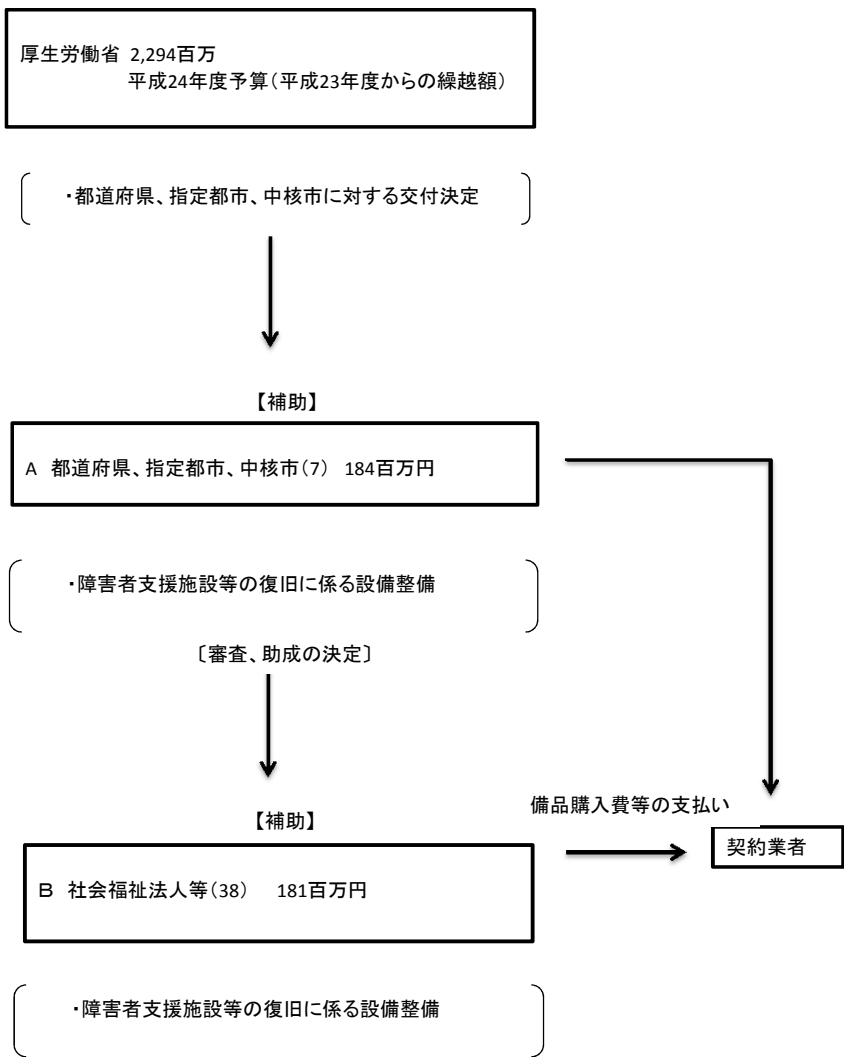 厚生労働省 2,294百万
平成24年度予算（平成23年度からの繰越額）
・都道府県、指定都市、中核市に対する交付決定
【補助】
A 都道府県、指定都市、中核市（7） 184百万円
・障害者支援施設等の復旧に係る設備整備
〔審査、助成の決定〕
【補助】
備品購入費等の支払い
契約業者
B 社会福祉法人等（38） 181百万円
・障害者支援施設等の復旧に係る設備整備